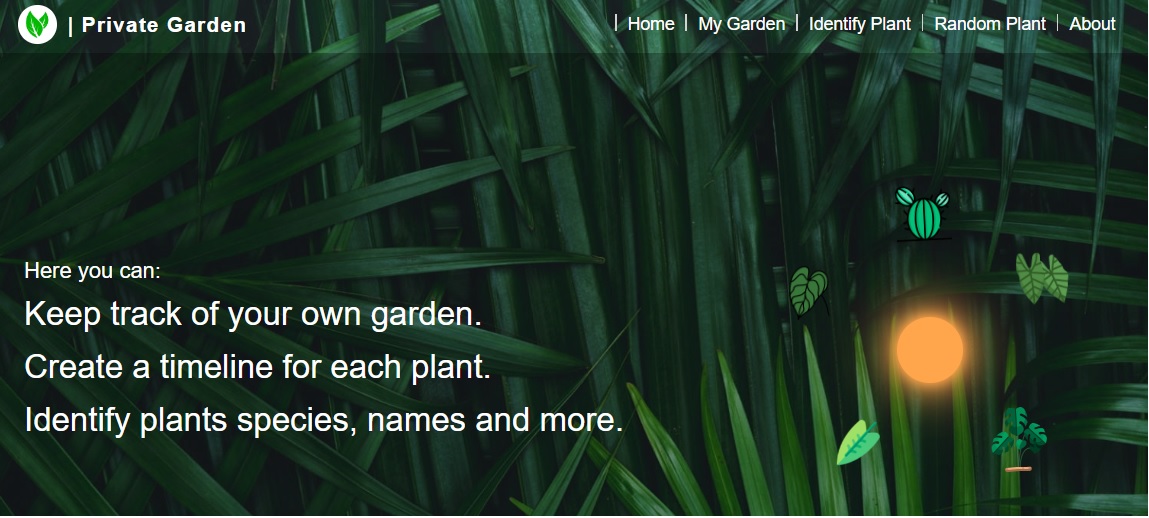 | Private Garden
| Home | My Garden | Identify Plant | Random Plant | About
Here you can:
Keep track of your own garden.
Create a timeline for each plant.
Identify plants species, names and more.